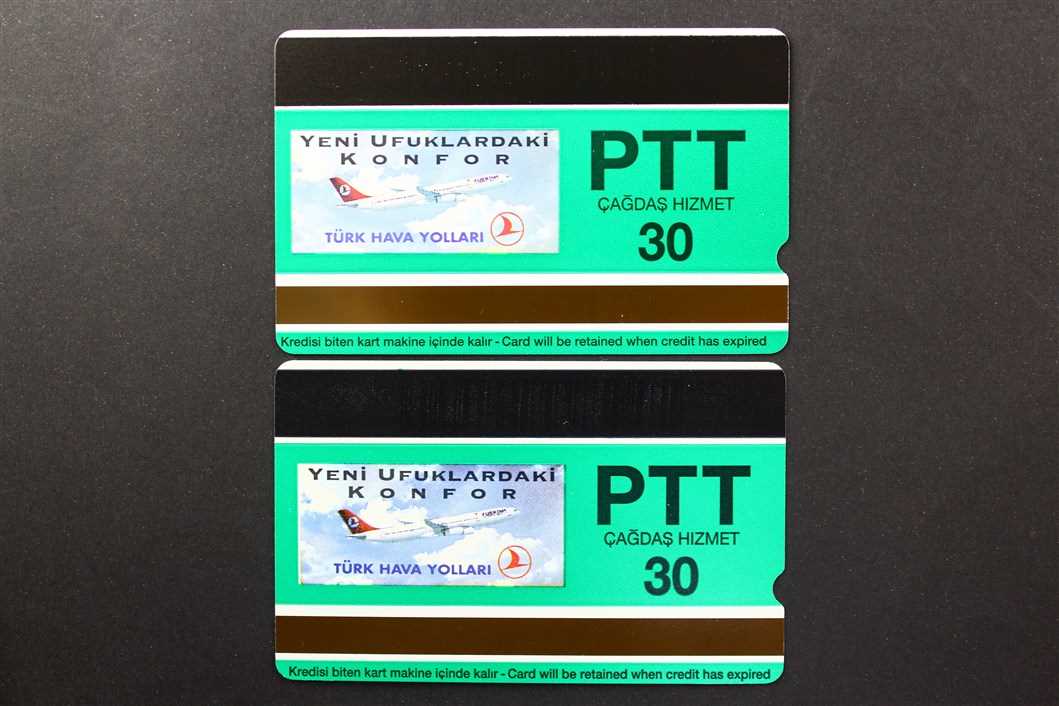 YENİ UFUKLARDAKİ
KONFOR
TÜRK HAVA YOLLARI
PTT
ÇAĞDAŞ HIZMET
30
Kredisi biten kart makine içinde kalır - Card will be retained when credit has expired
YENİ UFUKLARDAKİ
KONFOR
TÜRK HAVA YOLLARI
PTT
ÇAĞDAŞ HIZMET
30
Kredisi biten kart makine içinde kalır - Card will be retained when credit has expired